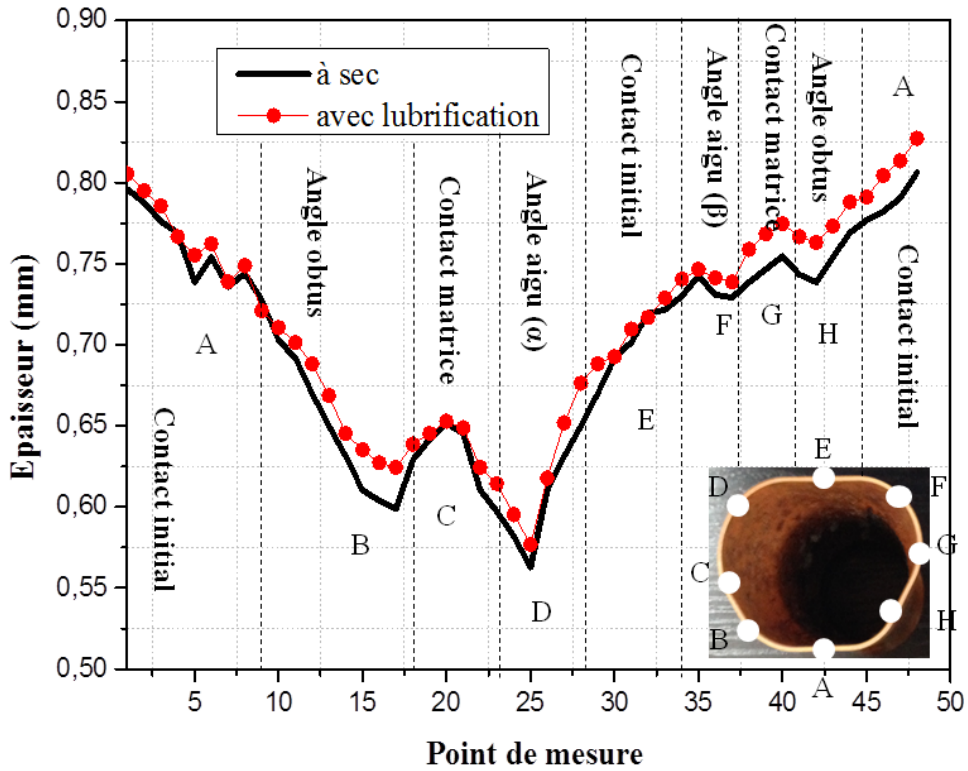 0,90
0,85
0,80
0,75
0,70
0,65
0,60
0,55
0,50
Epaisseur (mm)
à sec
avec lubrification
Contact initial
A
Angle obtus
B
Contact matrice
C
Angle aigu (α)
D
Contact initial
E
Angle aigu (β)
F
Contact matrice
G
Angle obtus
H
A
Contact initial
E
D
F
G
C
H
B
A
5
10
15
20
25
30
35
40
45
50
Point de mesure